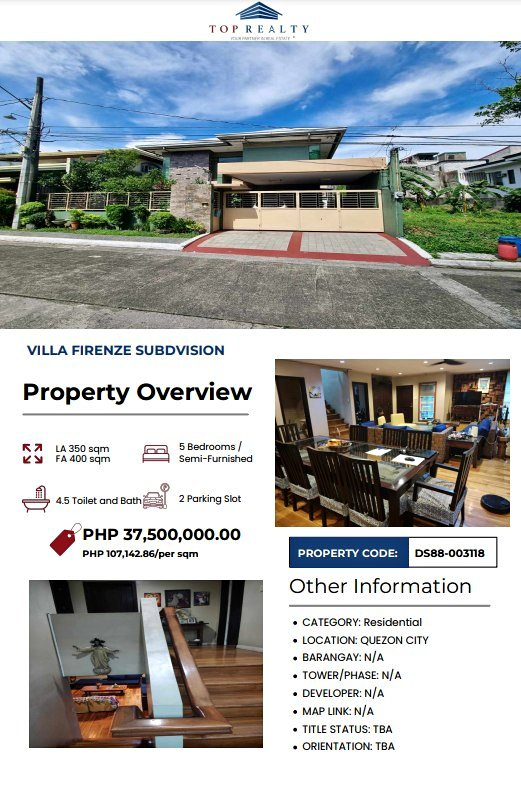 TOP REALTY
YOUR PARTNER IN REAL ESTATE
VILLA FIRENZE SUBDVISION
Property Overview
LA 350 sqm
FA 400 sqm
5 Bedrooms /
Semi-Furnished
4.5 Toilet and Bath
P
2 Parking Slot
PHP 37,500,000.00
PHP 107,142.86/per sqm
PROPERTY CODE: DS88-003118
Other Information
• CATEGORY: Residential
• LOCATION: QUEZON CITY
• BARANGAY: N/A
• TOWER/PHASE: N/A
• DEVELOPER: N/A
• MAP LINK: N/A
• TITLE STATUS: TBA
• ORIENTATION: TBA